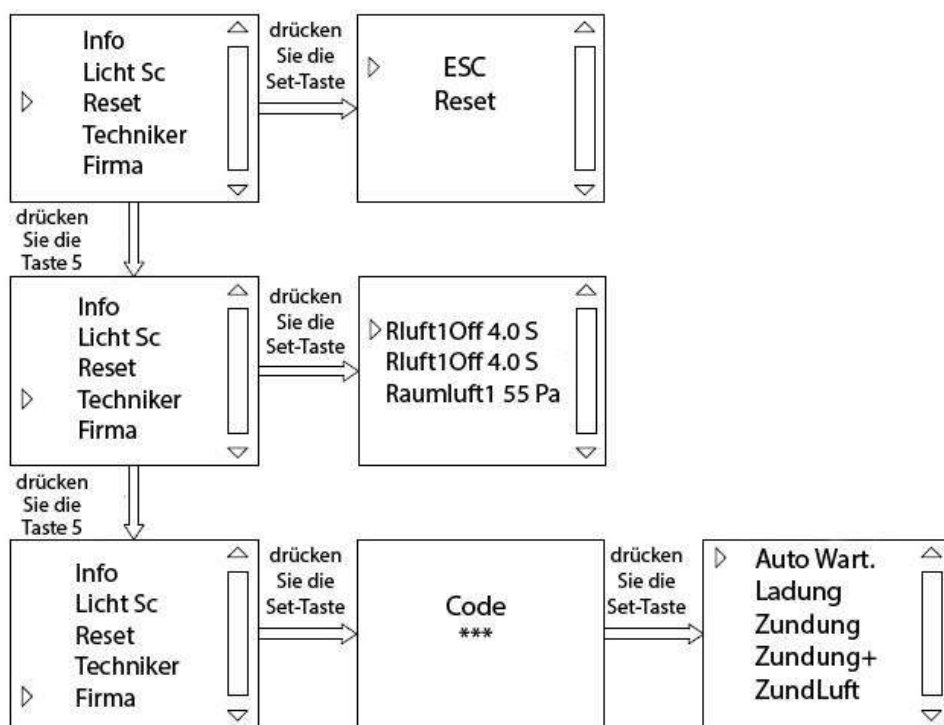 Info
Licht Sc
Reset
Techniker
Firma
drücken
Sie die
Set-Taste
ESC
Reset
drücken
Sie die
Taste 5
Info
Licht Sc
Reset
Techniker
Firma
drücken
Sie die
Set-Taste
Rluft1Off 4.0 S
Rluft1Off 4.0 S
Raumluft1 55 Pa
drücken
Sie die
Taste 5
Info
Licht Sc
Reset
Techniker
Firma
drücken
Sie die
Set-Taste
Code
***
drücken
Sie die
Set-Taste
Auto Wart.
Ladung
Zundung
Zundung+
ZundLuft